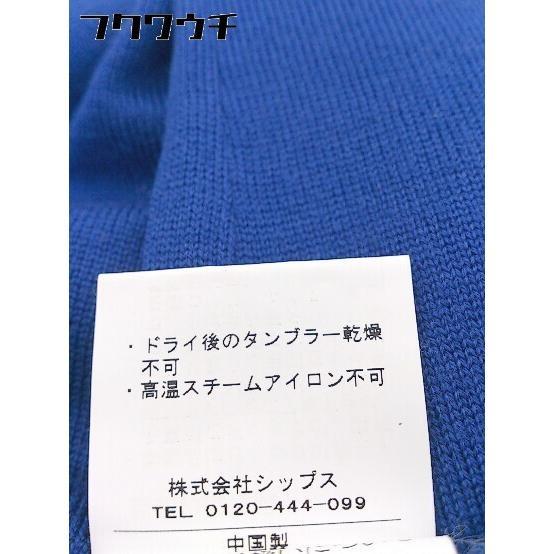 フクワウチ
・ドライ後のタンブラー乾燥
不可
・高温スチームアイロン不可
株式会社シップス
TEL 0120-444-099
中国製